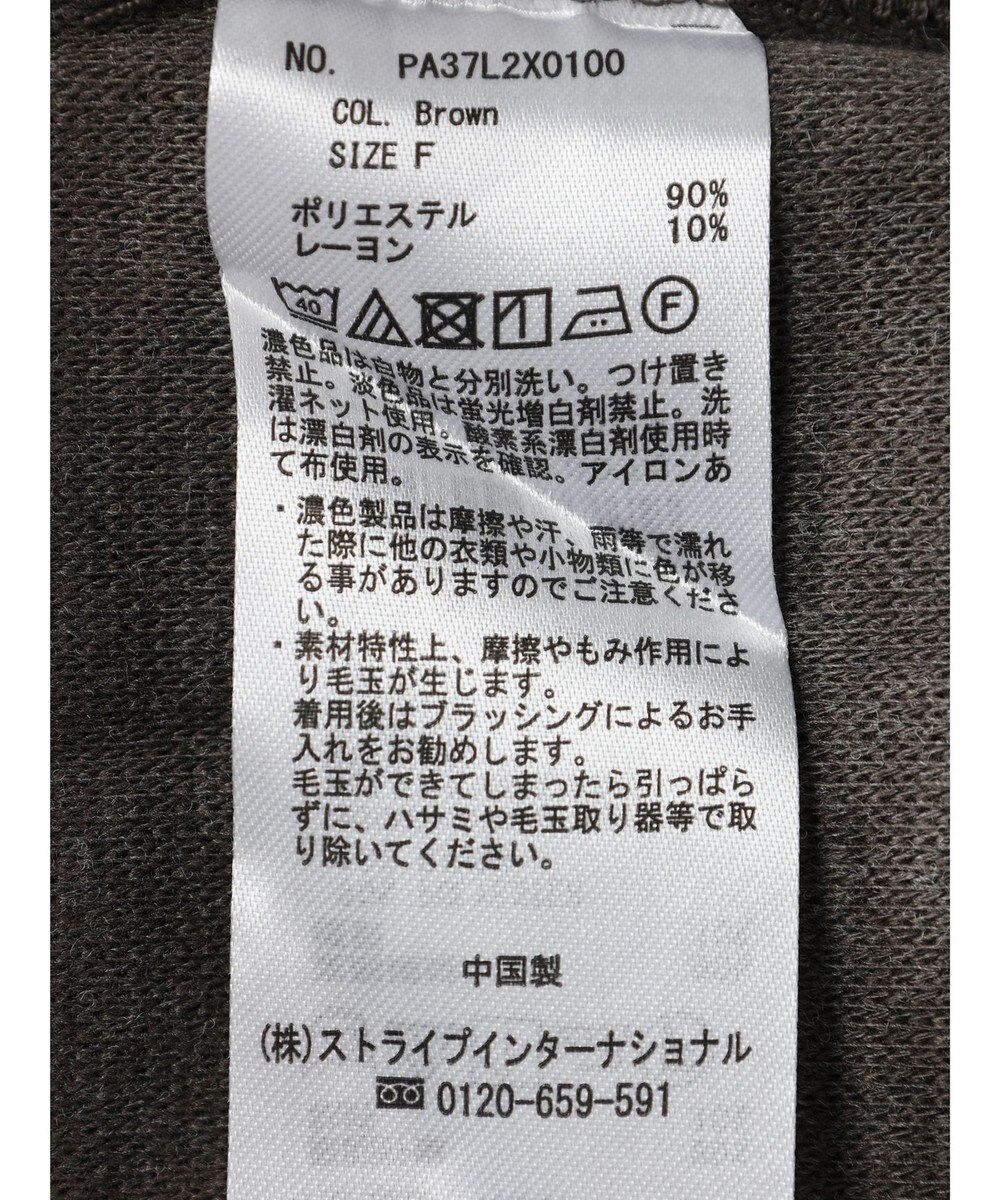 NO. PA37L2X0100
COL. Brown
SIZE F
ポリエステル 90%
レーヨン 10%
40
F
濃色品は白物と分別洗い。つけ置き
禁止。淡色品は蛍光増白剤禁止。洗
濯ネット使用。酸素系漂白剤使用時
は漂白剤の表示を確認。アイロンあ
て布使用。
・濃色製品は摩擦や汗、雨等で濡れ
た際に他の衣類や小物類に色が移
る事がありますのでご注意くださ
い。
・素材特性上、摩擦やもみ作用によ
り毛玉が生じます。
着用後はブラッシングによるお手
入れをお勧めします。
毛玉ができてしまったら引っぱら
ずに、ハサミや毛玉取り器等で取
り除いてください。
中国製
(株)ストライプインターナショナル
0120-659-591